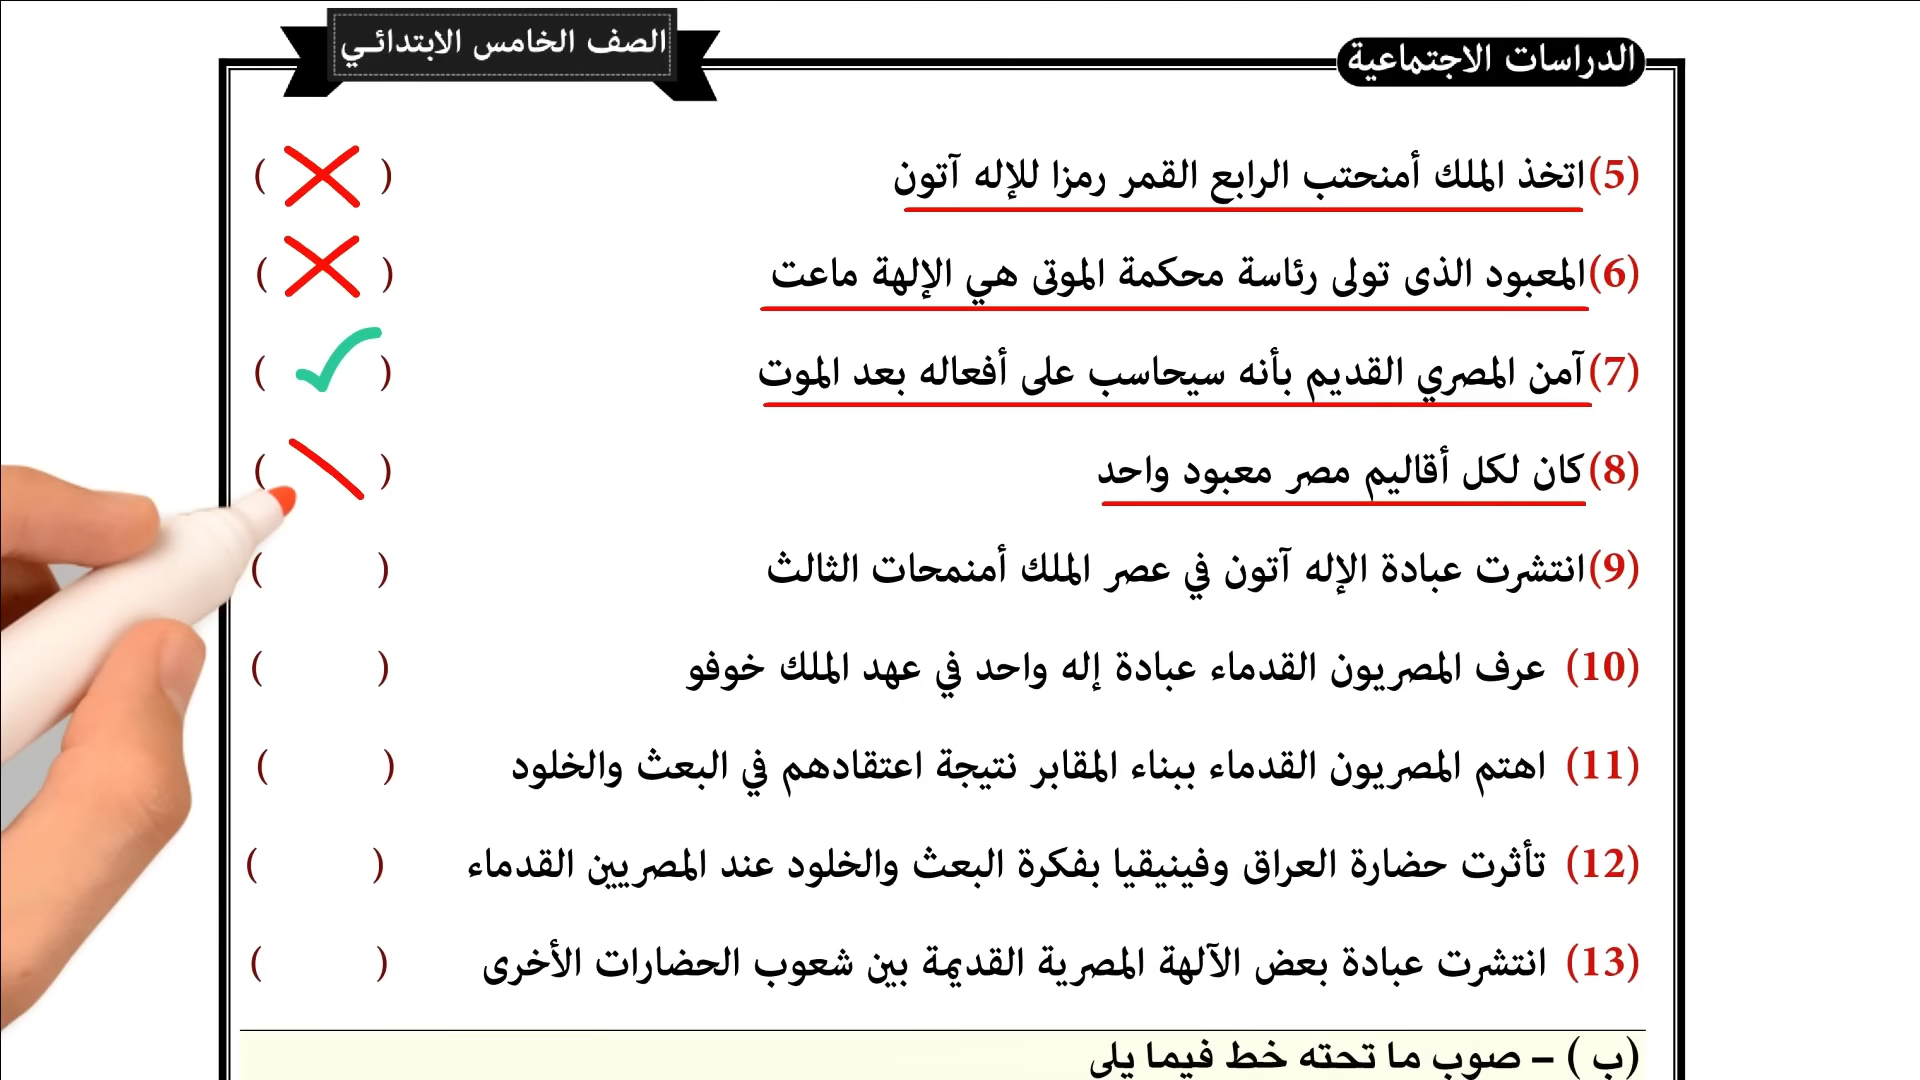 الدراسات الاجتماعية
الصف الخامس الابتدائي
(5) اتخذ الملك أمنحتب الرابع القمر رمزا للإله آتون ( )
(6) المعبود الذى تولى رئاسة محكمة الموتى هي الإلهة ماعت ( )
(7) آمن المصري القديم بأنه سيحاسب على أفعاله بعد الموت ( )
(8) كان لكل أقاليم مصر معبود واحد ( )
(9) انتشرت عبادة الإله آتون في عصر الملك أمنمحات الثالث ( )
(10) عرف المصريون القدماء عبادة إله واحد في عهد الملك خوفو ( )
(11) اهتم المصريون القدماء ببناء المقابر نتيجة اعتقادهم في البعث والخلود ( )
(12) تأثرت حضارة العراق وفينيقيا بفكرة البعث والخلود عند المصريين القدماء ( )
(13) انتشرت عبادة بعض الآلهة المصرية القديمة بين شعوب الحضارات الأخرى ( )
(ب ) – صوب ما تحته خط فيما يلى